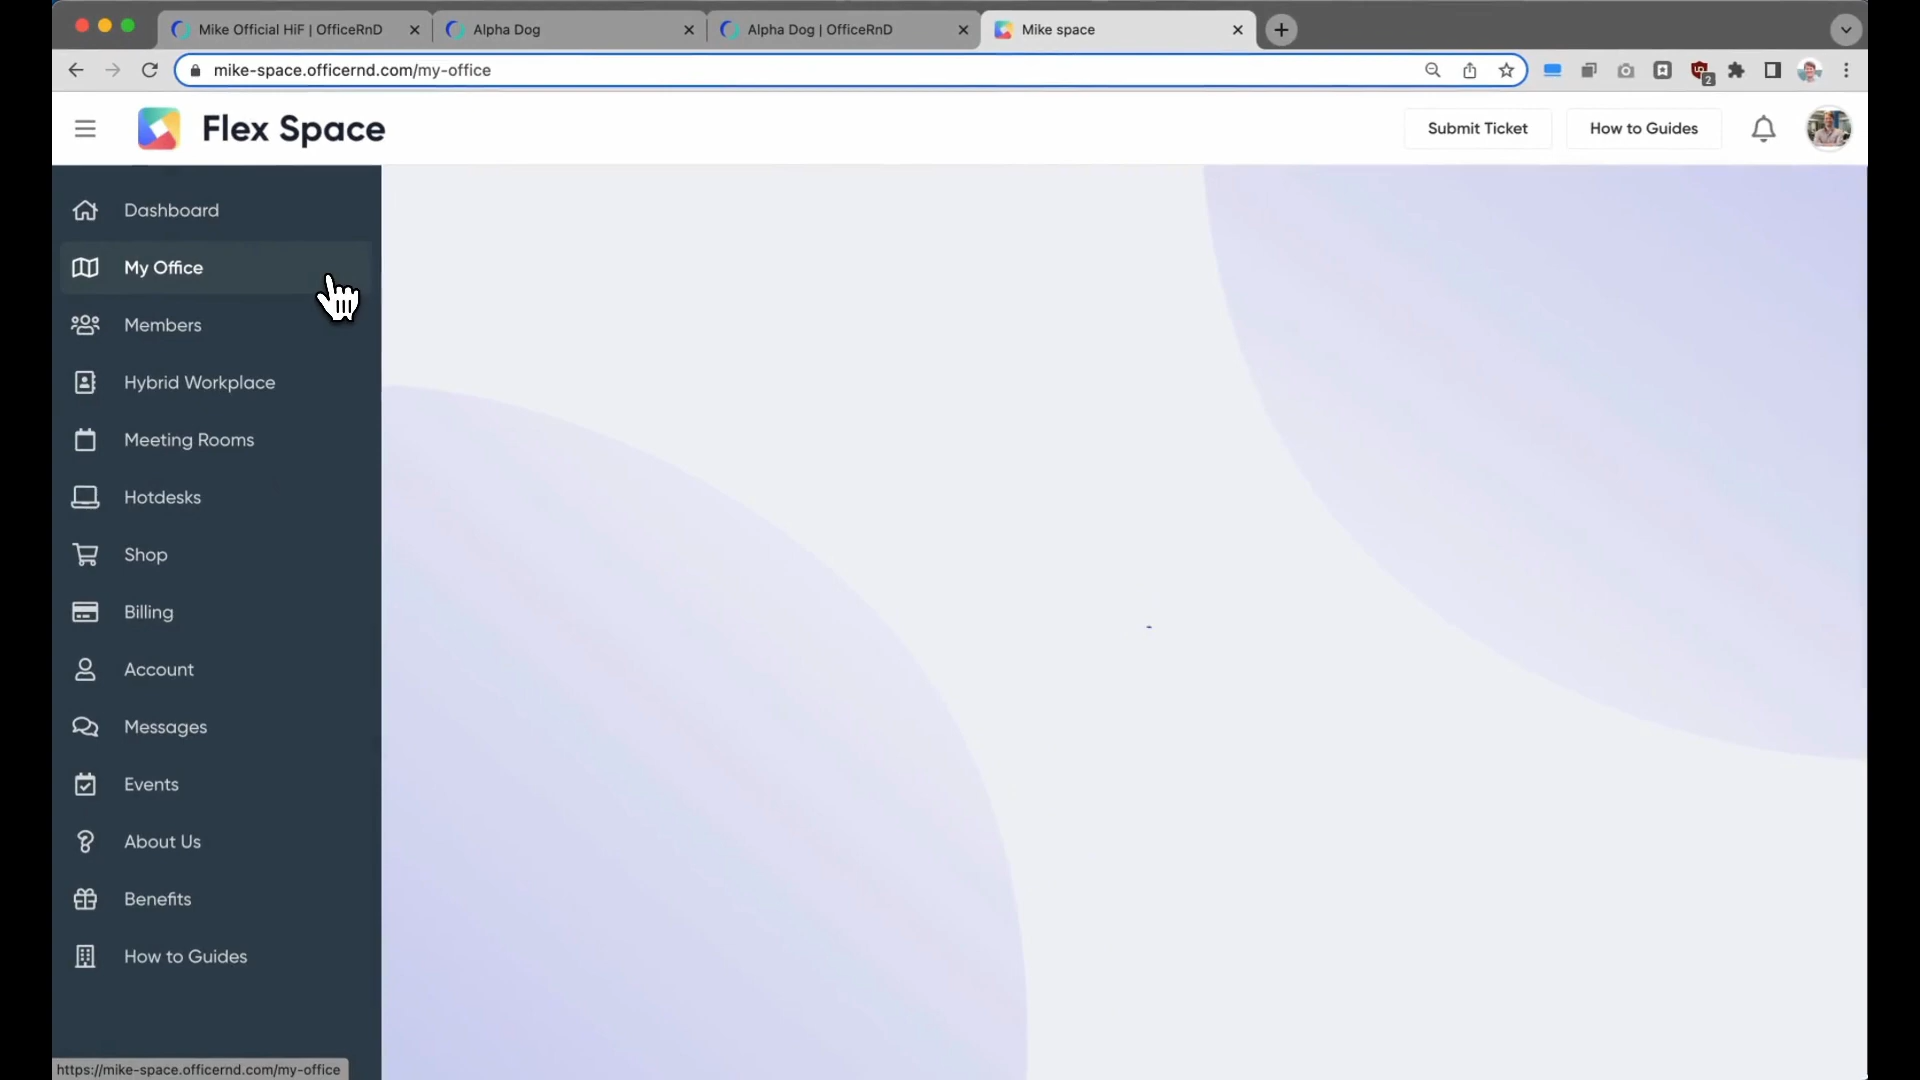 Mike Official HiF | OfficeRnD
Alpha Dog
Alpha Dog | OfficeRnD
Mike space
mike-space.officernd.com/my-office
2
Flex Space
Submit Ticket
How to Guides
Dashboard
My Office
Members
Hybrid Workplace
Meeting Rooms
Hotdesks
Shop
Billing
Account
Messages
Events
About Us
Benefits
How to Guides
https://mike-space.officernd.com/my-office